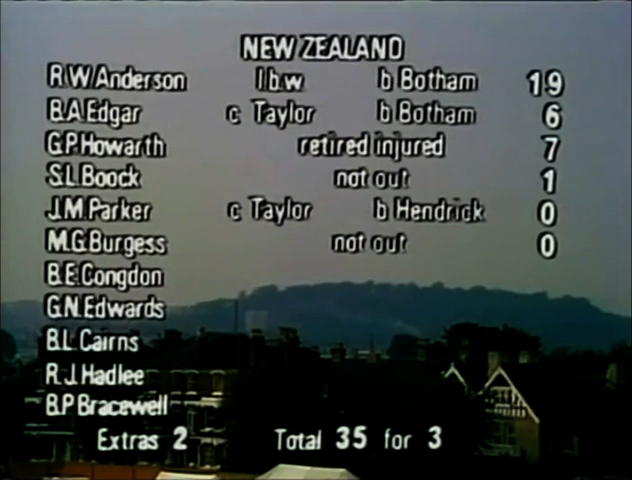 NEW ZEALAND
R.W.Anderson l.b.w b Botham 19
B.A.Edgar c Taylor b Botham 6
G.P.Howarth retired injured 7
S.L.Boock not out 1
J.M.Parker c Taylor b Hendrick 0
M.G.Burgess not out 0
B.E.Congdon
G.N.Edwards
B.L.Cairns
R.J.Hadlee
B.P.Bracewell
Extras 2 Total 35 for 3